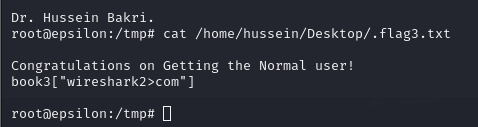 Dr. Hussein Bakri.
root@epsilon:/tmp# cat /home/hussein/Desktop/.flag3.txt
Congratulations on Getting the Normal user!
book3["wireshark2>com"]
root@epsilon:/tmp#